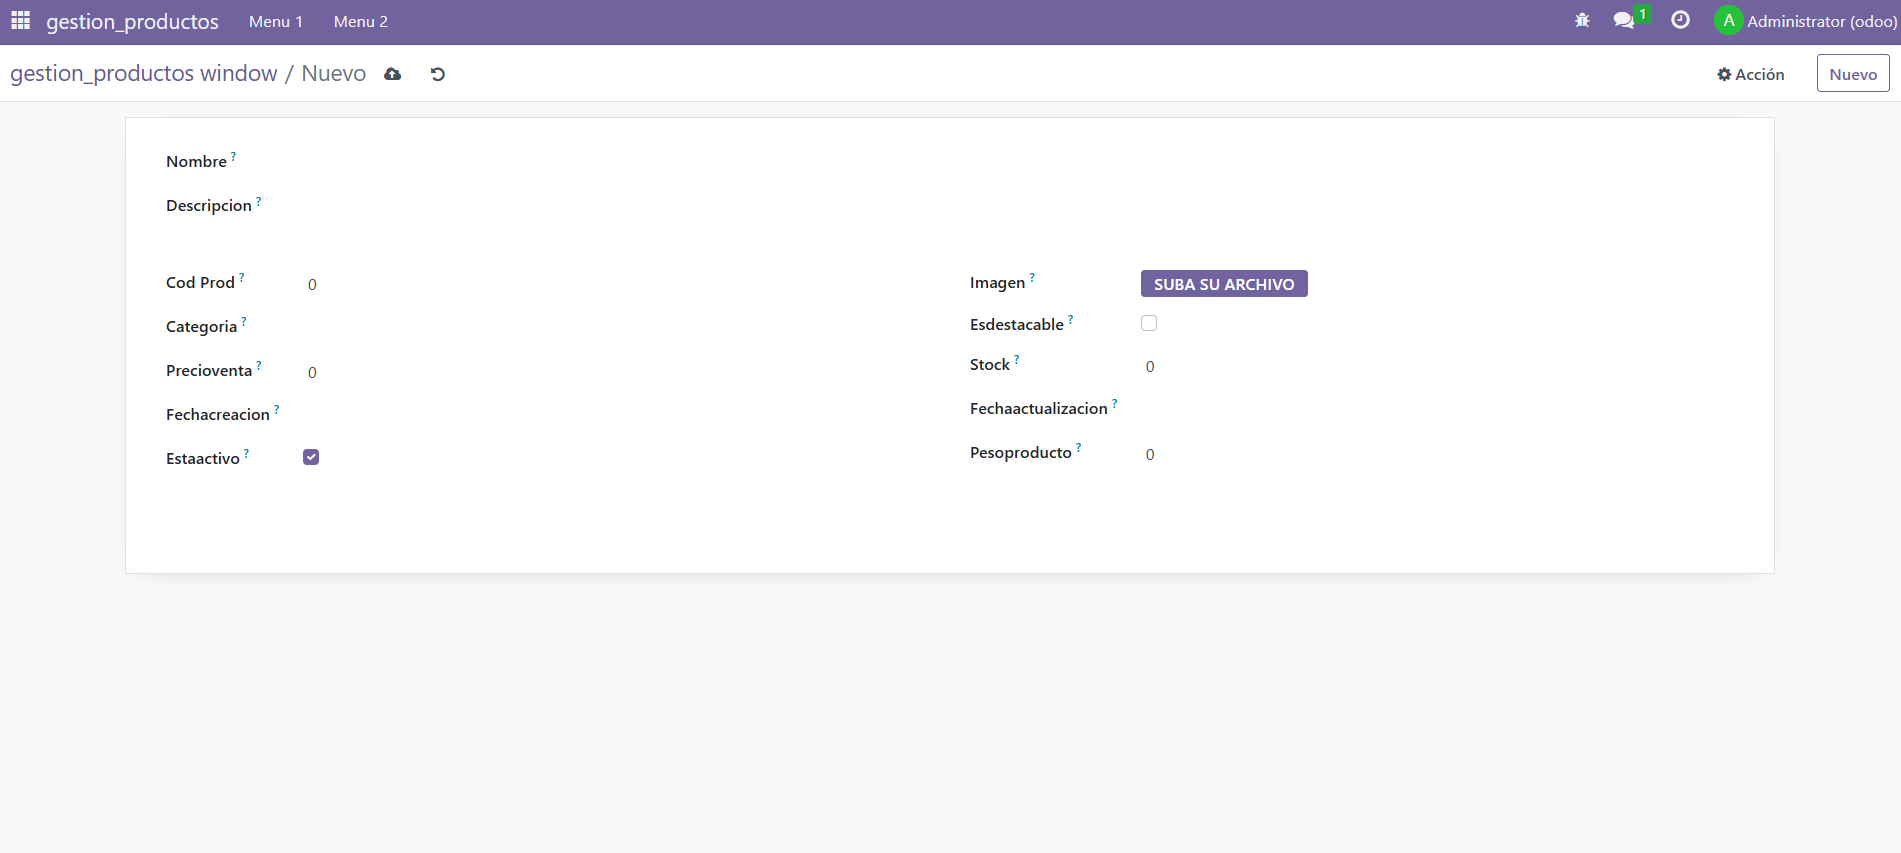 gestion_productos Menu 1 Menu 2 1 A Administrator (odoo)
gestion_productos window / Nuevo Acción Nuevo
Nombre ?
Descripcion ?
Cod Prod ? 0
Categoria ?
Precioventa ? 0
Fechacreacion ?
Estaactivo ?
Imagen ? SUBA SU ARCHIVO
Esdestacable ?
Stock ? 0
Fechaactualizacion ?
Pesoproducto ? 0